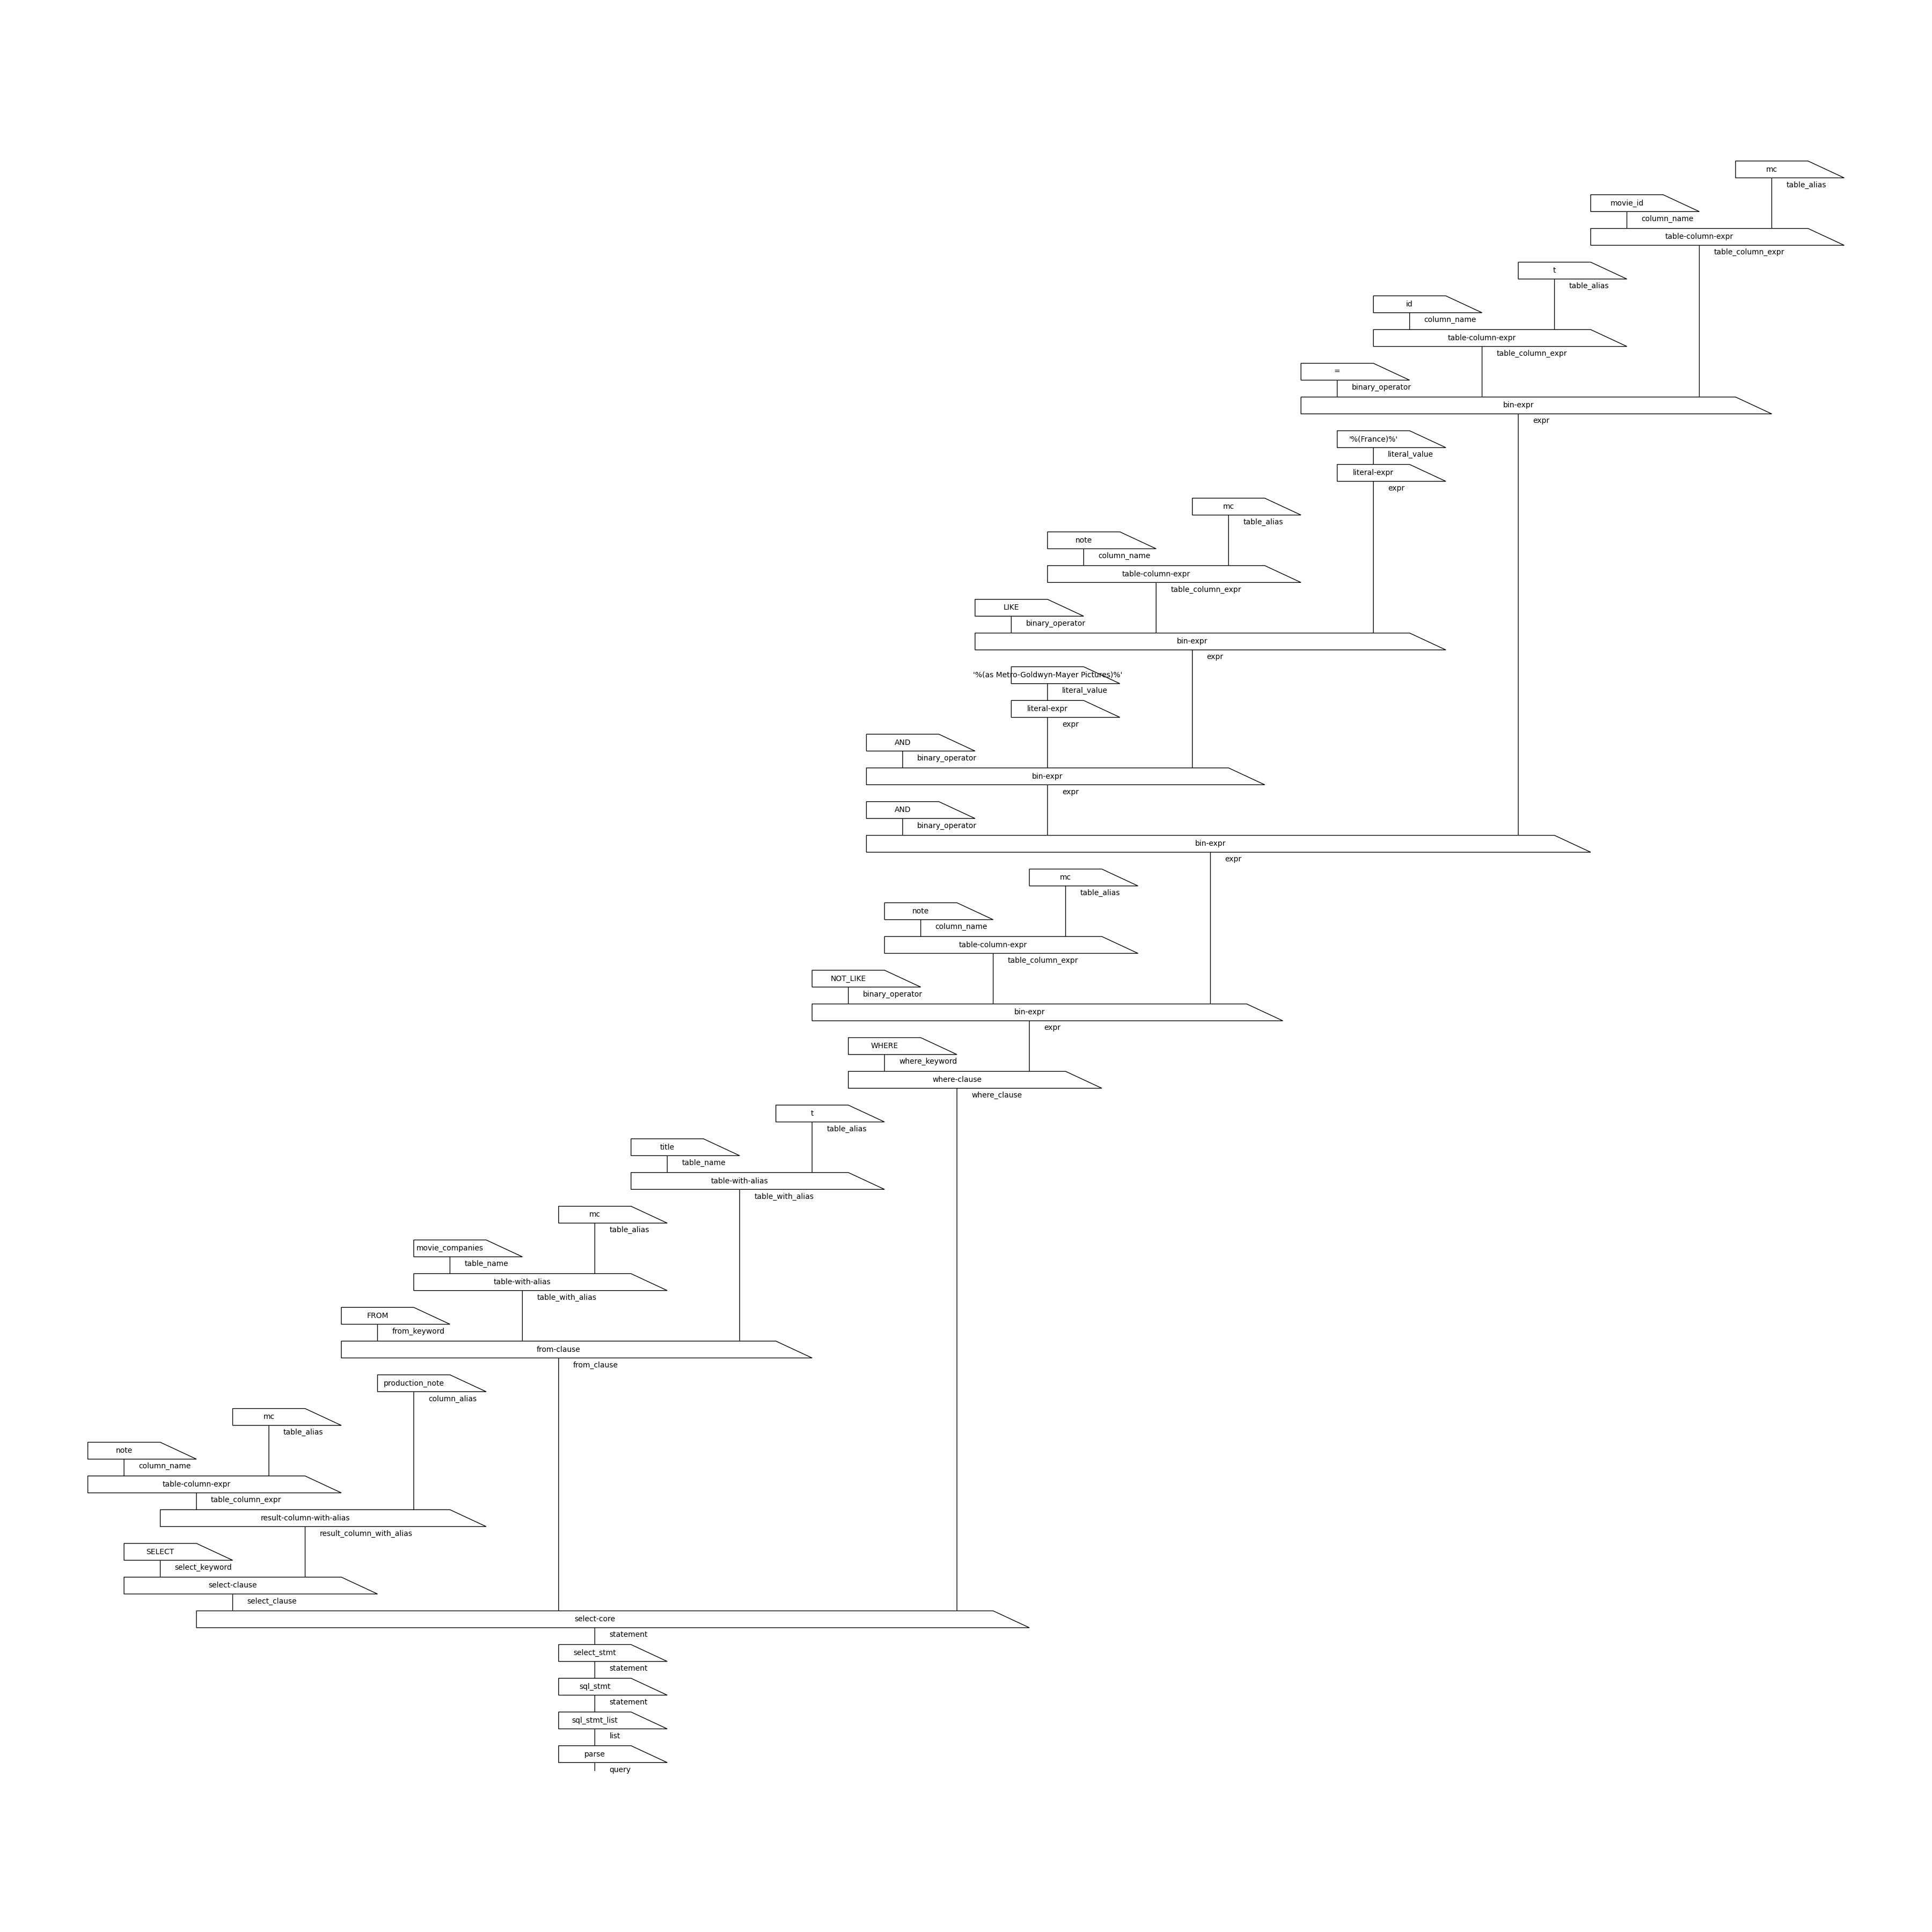 mc
table_alias
movie_id
column_name
table-column-expr
table_column_expr
t
table_alias
id
column_name
table-column-expr
table_column_expr
=
binary_operator
bin-expr
expr
'%(France)%'
literal_value
literal-expr
expr
mc
table_alias
note
column_name
table-column-expr
table_column_expr
LIKE
binary_operator
bin-expr
expr
'%(as Metro-Goldwyn-Mayer Pictures)%'
literal_value
literal-expr
expr
AND
binary_operator
bin-expr
expr
AND
binary_operator
bin-expr
expr
mc
table_alias
note
column_name
table-column-expr
table_column_expr
NOT_LIKE
binary_operator
bin-expr
expr
WHERE
where_keyword
where-clause
where_clause
t
table_alias
title
table_name
table-with-alias
table_with_alias
mc
table_alias
movie_companies
table_name
table-with-alias
table_with_alias
FROM
from_keyword
from-clause
from_clause
production_note
column_alias
mc
table_alias
note
column_name
table-column-expr
table_column_expr
result-column-with-alias
result_column_with_alias
SELECT
select_keyword
select-clause
select_clause
select-core
statement
select_stmt
statement
sql_stmt
statement
sql_stmt_list
list
parse
query